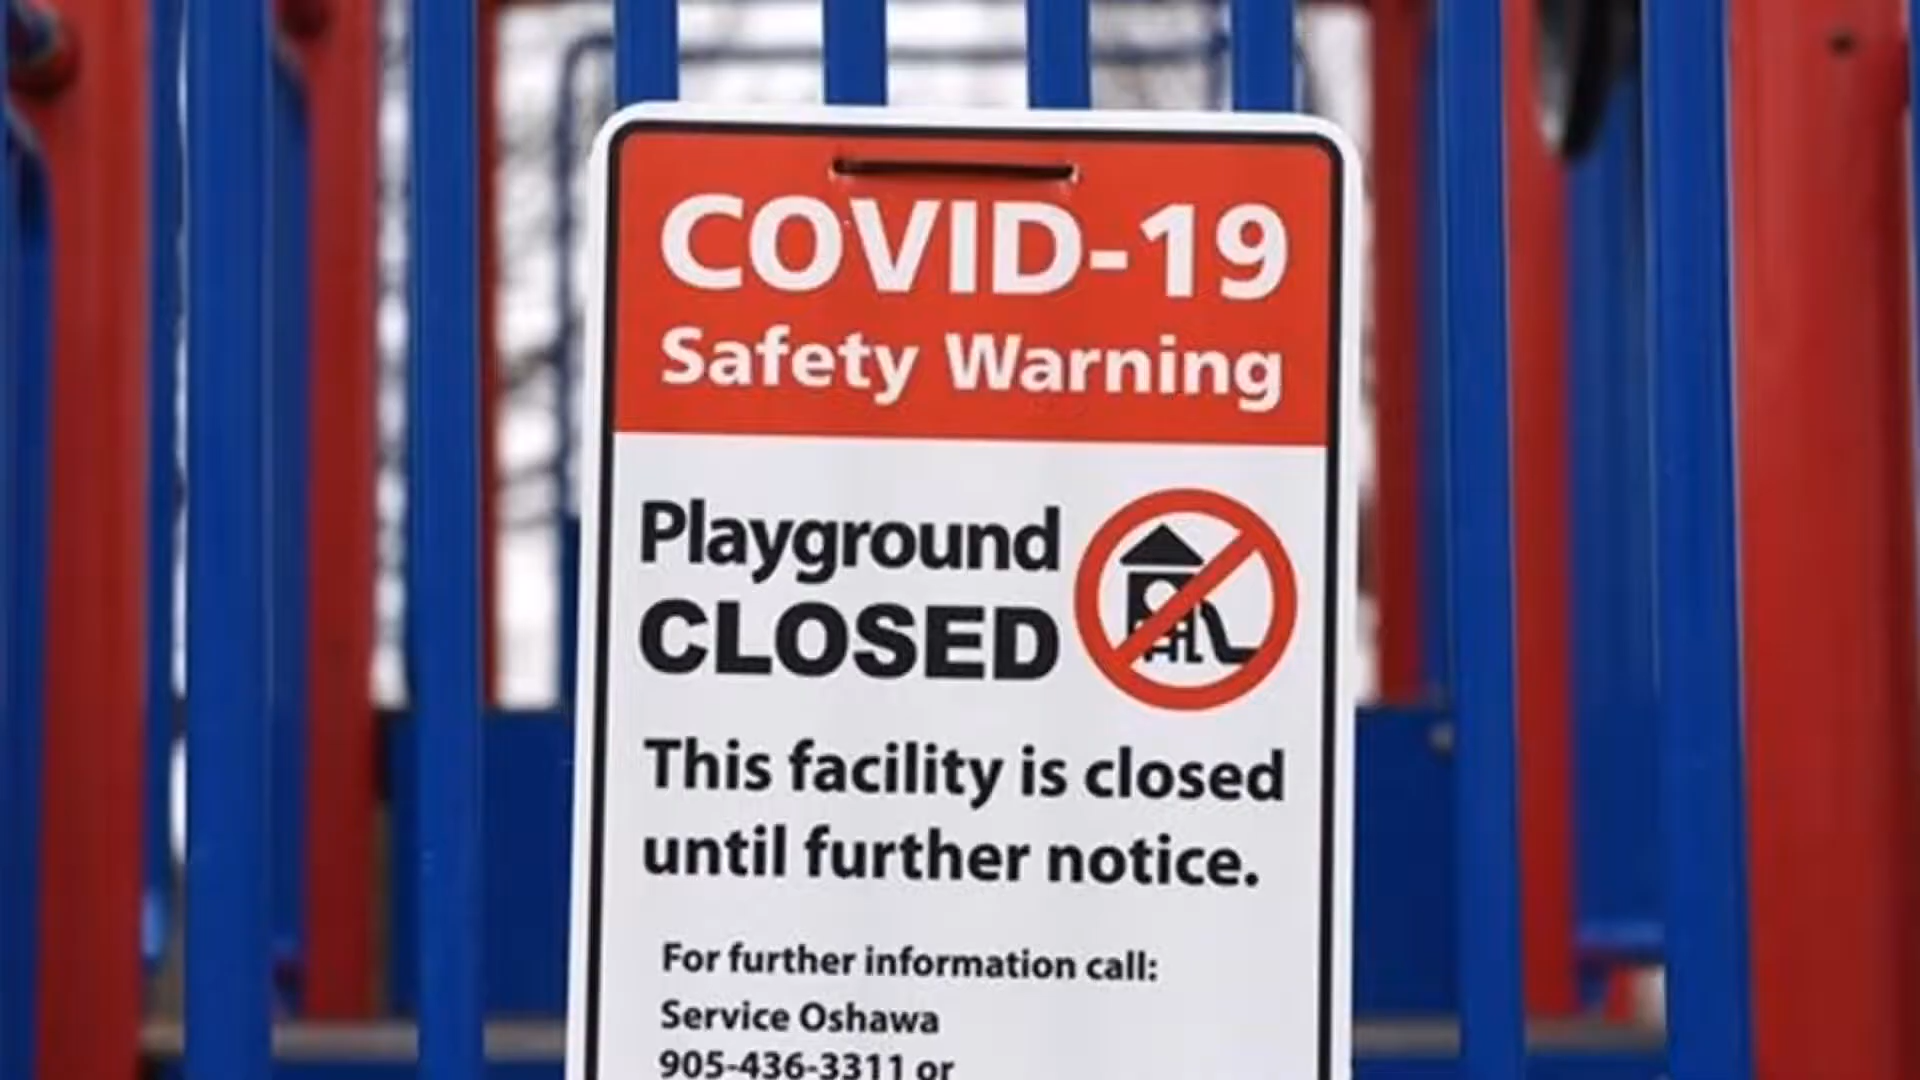 COVID-19
Safety Warning
Playground
CLOSED
This facility is closed
until further notice.
For further information call:
Service Oshawa
905-436-3311 or